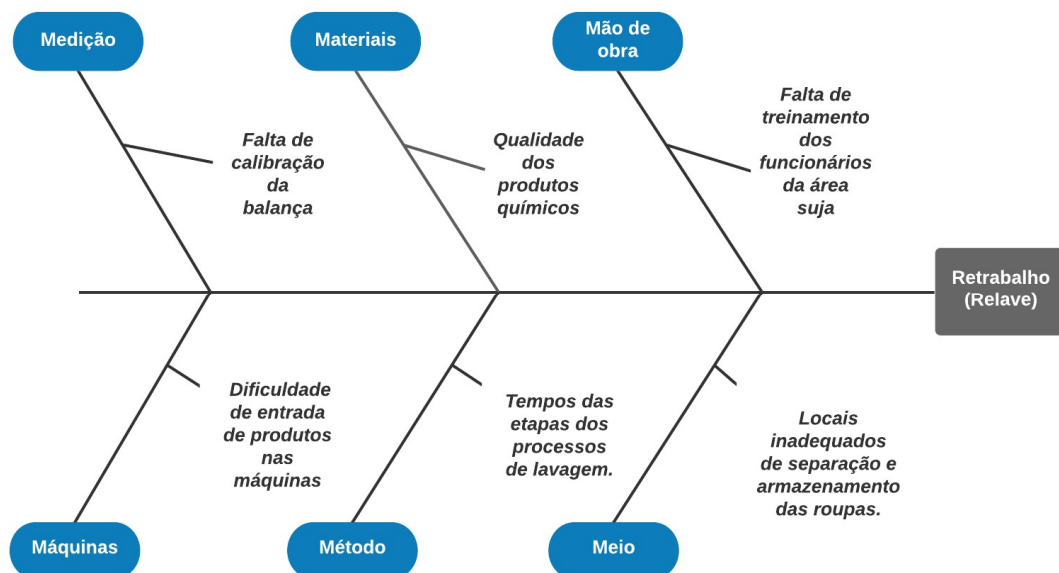 Medição
Materiais
Mão de
obra
Falta de
calibração
da
balança
Qualidade
dos
produtos
químicos
Falta de
treinamento
dos
funcionários
da área
suja
Retrabalho
(Relave)
Dificuldade
de entrada
de produtos
nas
máquinas
Tempos das
etapas dos
processos
de lavagem.
Locais
inadequados
de separação e
armazenamento
das roupas.
Máquinas
Método
Meio